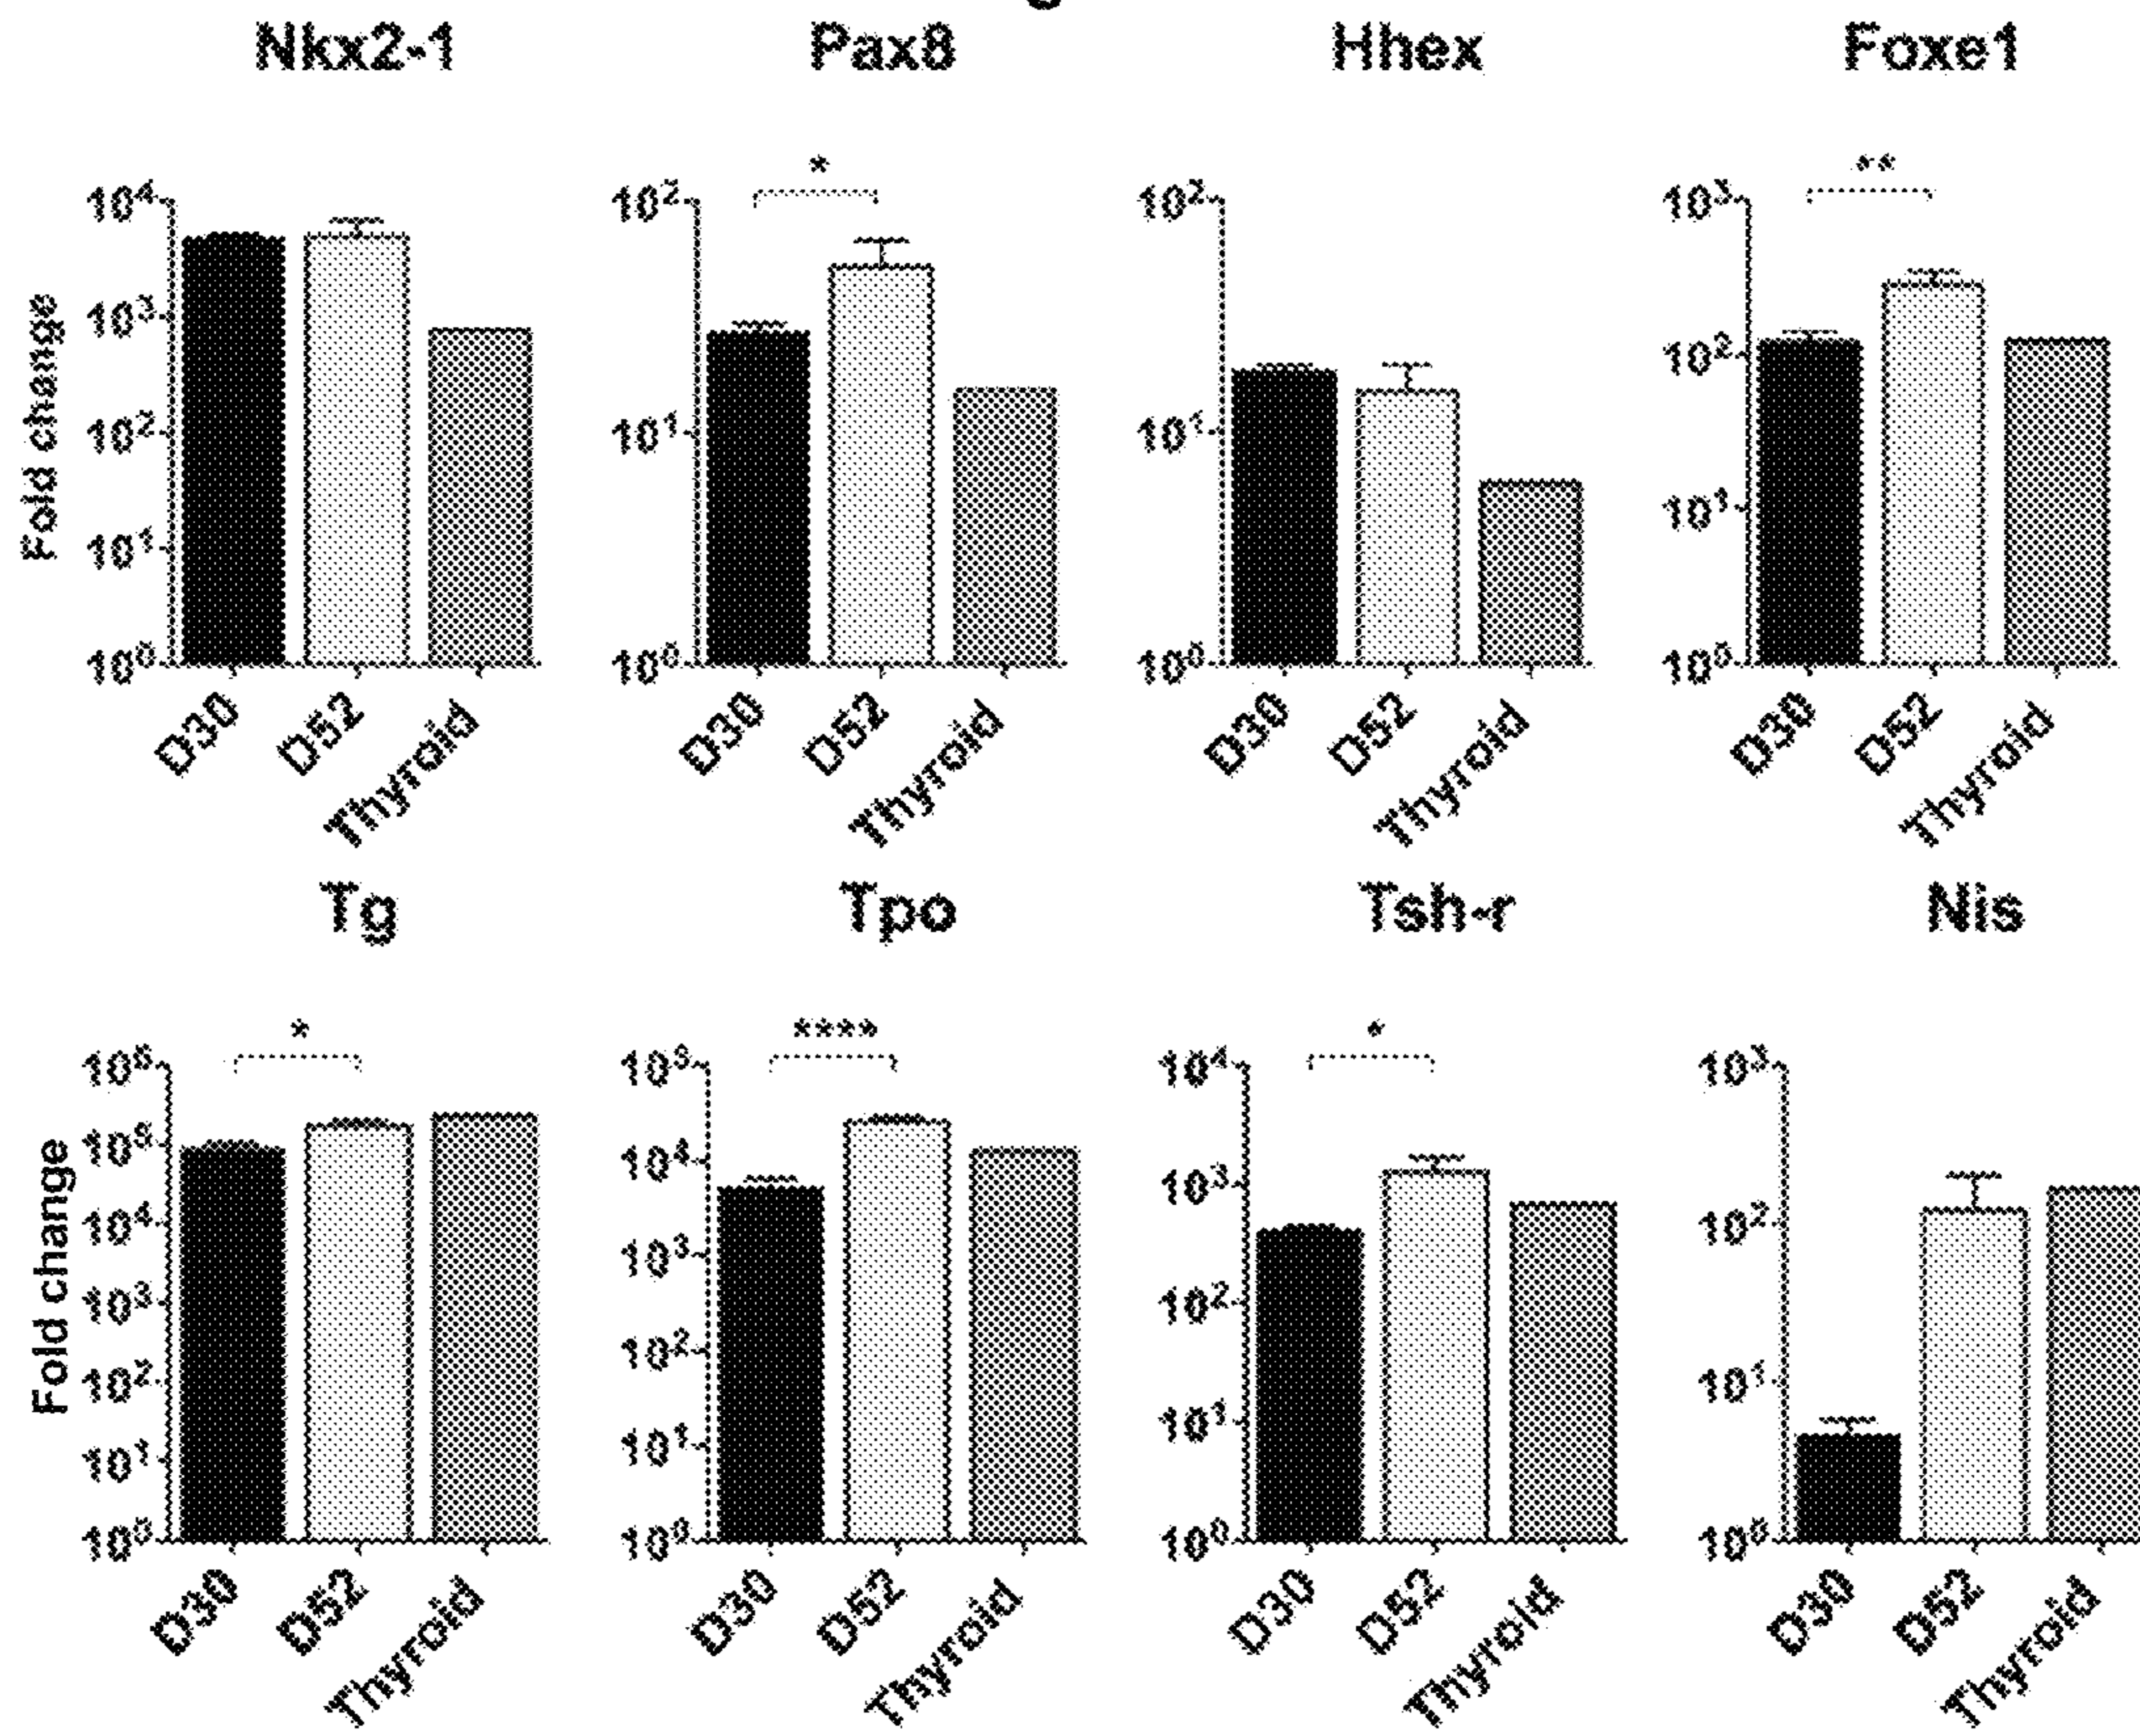 Nkx2-1 Pax8 Hhex Foxe1
* **
Fold change
10⁴ 10³ 10² 10¹ 10⁰
10² 10¹ 10⁰
10² 10¹ 10⁰
10³ 10² 10¹ 10⁰
D30 D52 Thyroid
D30 D52 Thyroid
D30 D52 Thyroid
D30 D52 Thyroid
Tg Tpo Tsh-r Nis
* **** *
Fold change
10⁶ 10⁵ 10⁴ 10³ 10² 10¹ 10⁰
10⁵ 10⁴ 10³ 10² 10¹ 10⁰
10⁴ 10³ 10² 10¹ 10⁰
10³ 10² 10¹ 10⁰
D30 D52 Thyroid
D30 D52 Thyroid
D30 D52 Thyroid
D30 D52 Thyroid